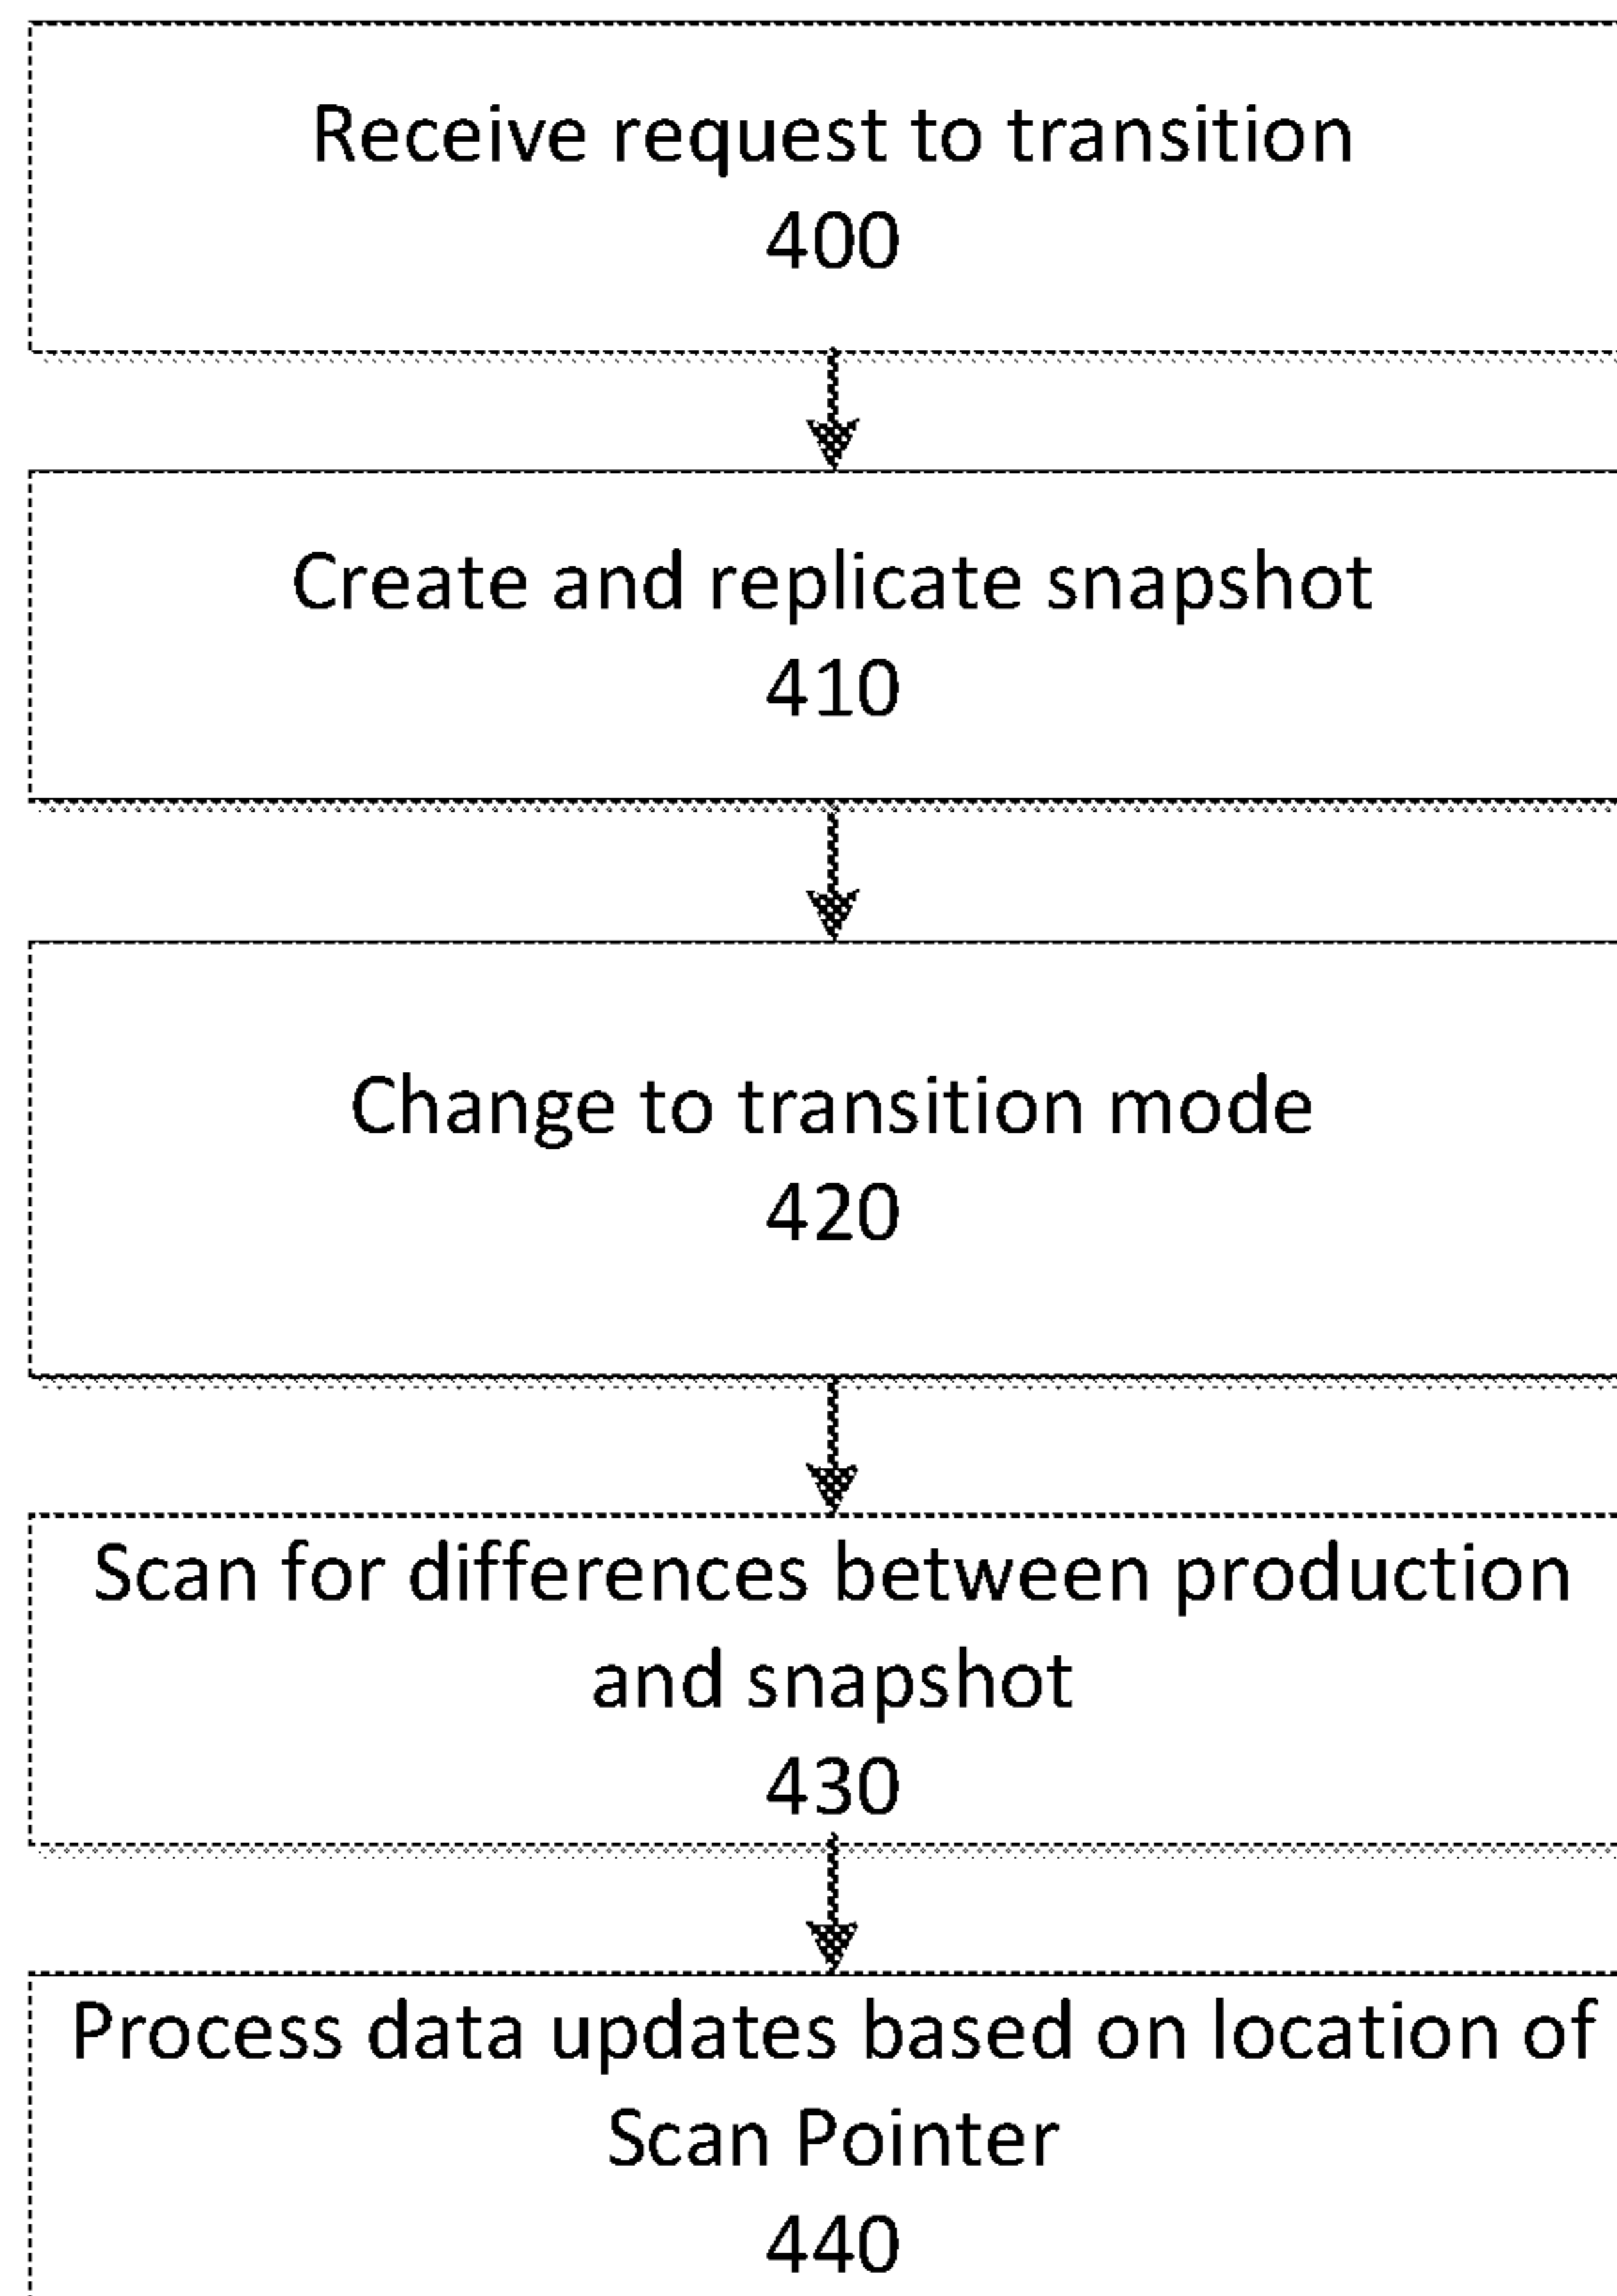 Receive request to transition
400
Create and replicate snapshot
410
Change to transition mode
420
Scan for differences between production
and snapshot
430
Process data updates based on location of
Scan Pointer
440